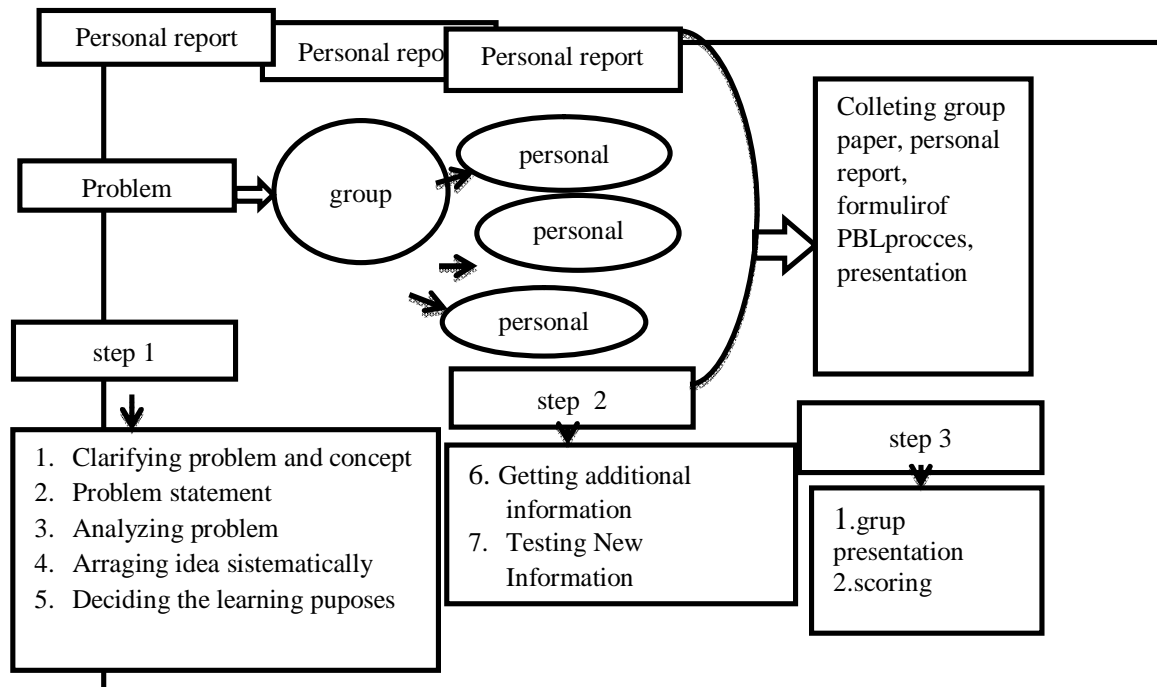 Personal report
Personal repo
Personal report
Problem
group
personal
personal
personal
Colleting group
paper, personal
report,
formulirof
PBLprocces,
presentation
step 1
1. Clarifying problem and concept
2. Problem statement
3. Analyzing problem
4. Arraging idea sistematically
5. Deciding the learning puposes
step 2
6. Getting additional
information
7. Testing New
Information
step 3
1.grup
presentation
2.scoring